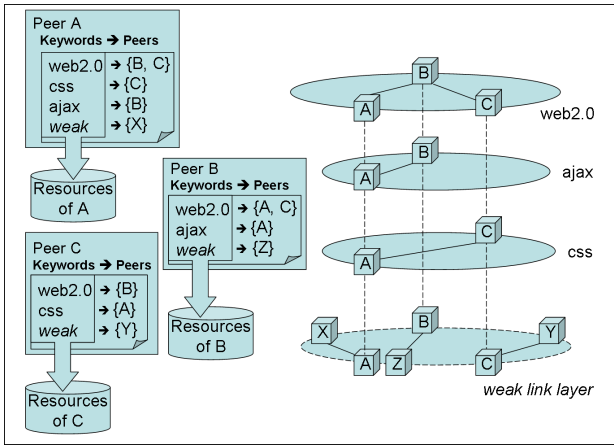 Peer A
Keywords ➔ Peers
web2.0 ➔ {B, C}
css ➔ {C}
ajax ➔ {B}
weak ➔ {X}
Resources
of A
Peer B
Keywords ➔ Peers
web2.0 ➔ {A, C}
ajax ➔ {A}
weak ➔ {Z}
Resources
of B
Peer C
Keywords ➔ Peers
web2.0 ➔ {B}
css ➔ {A}
weak ➔ {Y}
Resources
of C
B
A
C
web2.0
B
A
ajax
C
A
css
X
B
Y
A
Z
C
weak link layer